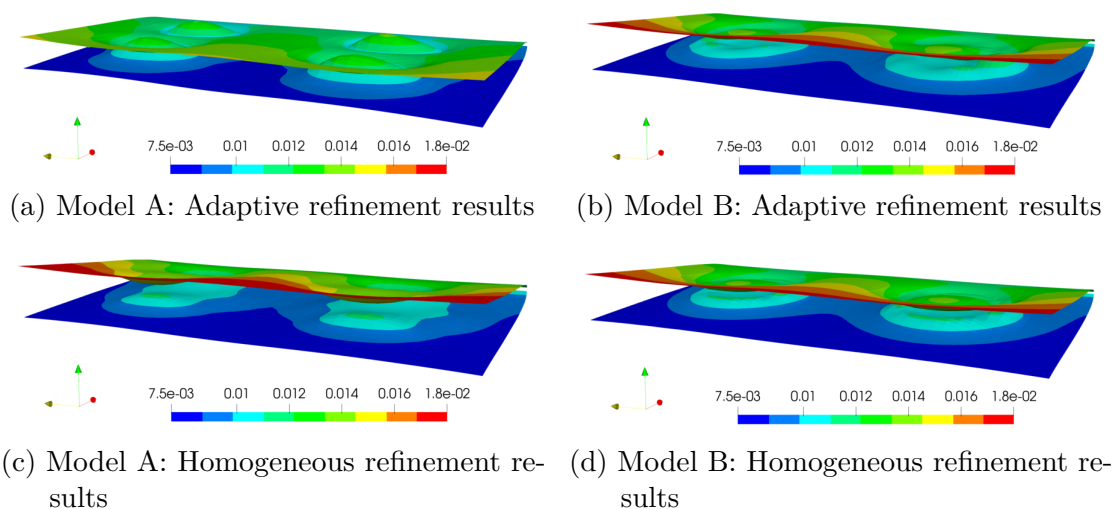 7.5e-03 0.01 0.012 0.014 0.016 1.8e-02
7.5e-03 0.01 0.012 0.014 0.016 1.8e-02
(a) Model A: Adaptive refinement results
(b) Model B: Adaptive refinement results
7.5e-03 0.01 0.012 0.014 0.016 1.8e-02
7.5e-03 0.01 0.012 0.014 0.016 1.8e-02
(c) Model A: Homogeneous refinement re-
sults
(d) Model B: Homogeneous refinement re-
sults